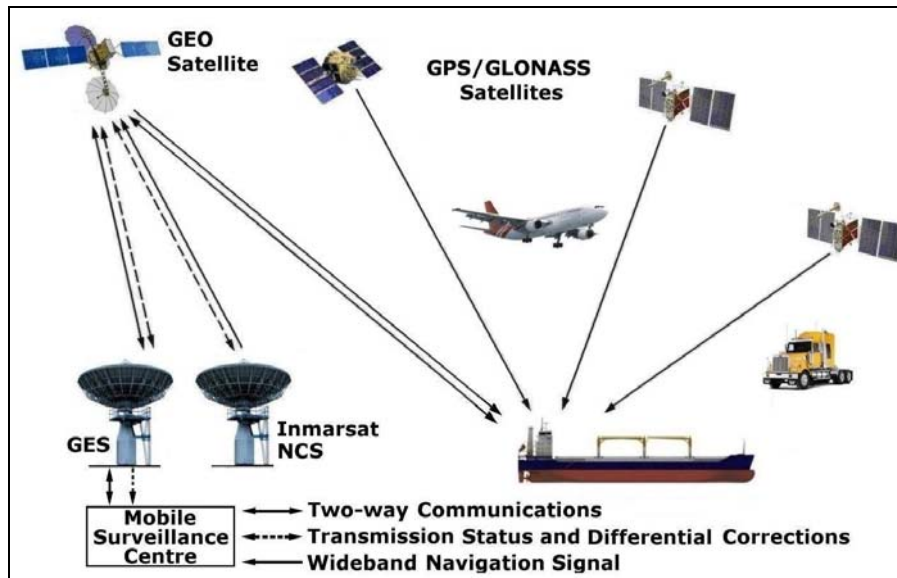 GEO
Satellite
GPS/GLONASS
Satellites
GES
Inmarsat
NCS
Mobile
Surveillance
Centre
Two-way Communications
Transmission Status and Differential Corrections
Wideband Navigation Signal